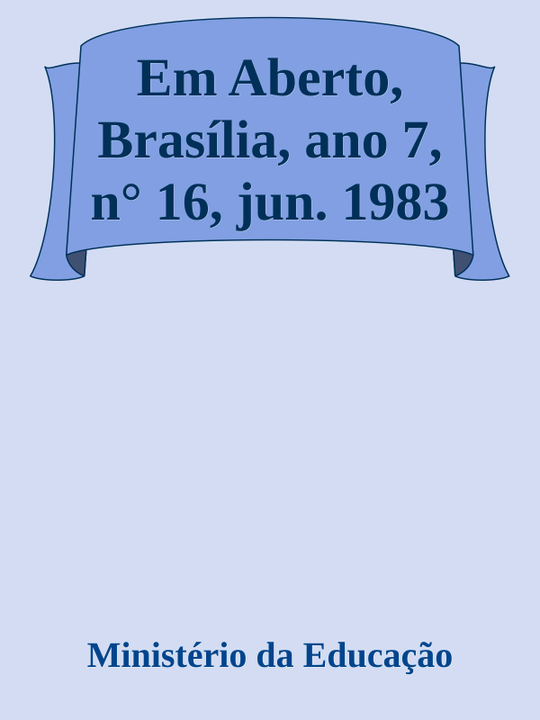 Em Aberto,
Brasília, ano 7,
n° 16, jun. 1983
Ministério da Educação